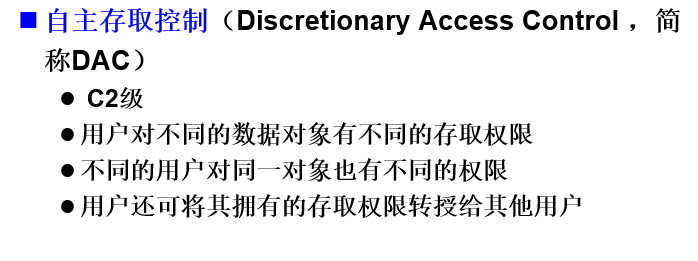 自主存取控制（Discretionary Access Control ，简
称DAC）
C2级
用户对不同的数据对象有不同的存取权限
不同的用户对同一对象也有不同的权限
用户还可将其拥有的存取权限转授给其他用户